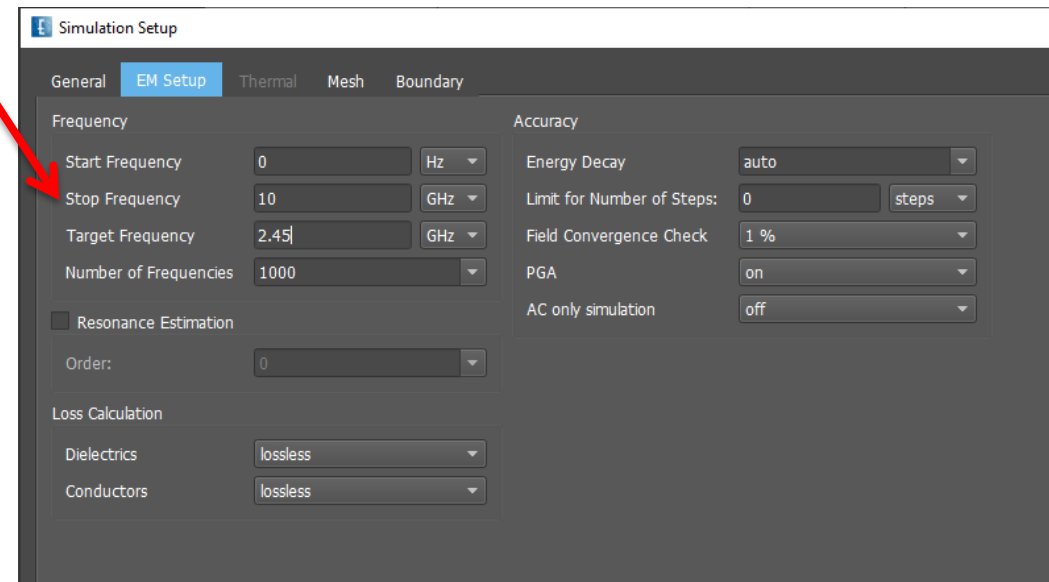 Simulation Setup
General EM Setup Thermal Mesh Boundary
Frequency
Start Frequency 0 Hz
Stop Frequency 10 GHz
Target Frequency 2.45 GHz
Number of Frequencies 1000
Resonance Estimation
Order: 0
Loss Calculation
Dielectrics lossless
Conductors lossless
Accuracy
Energy Decay auto
Limit for Number of Steps: 0 steps
Field Convergence Check 1 %
PGA on
AC only simulation off